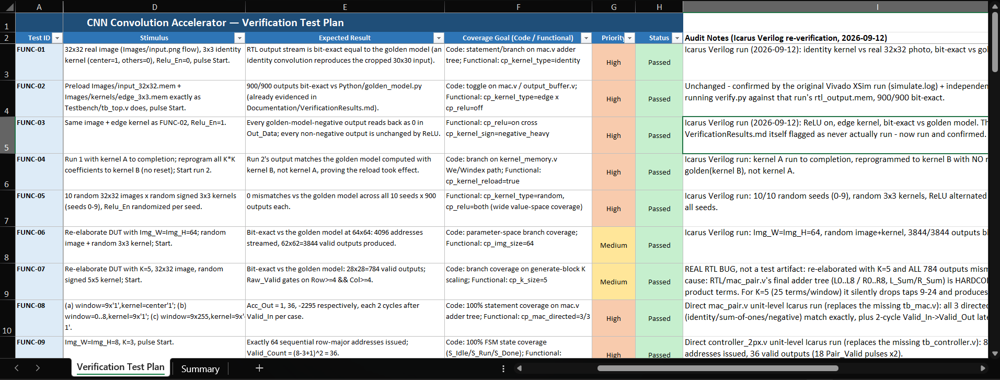 A D E F G H I
1 CNN Convolution Accelerator — Verification Test Plan
2 Test ID Stimulus Expected Result Coverage Goal (Code / Functional) Priority Status Audit Notes (Icarus Verilog re-verification, 2026-09-12)
3
FUNC-01
32x32 real image (Images/input.png flow), 3x3 identity
kernel (center=1, others=0), Relu_En=0, pulse Start.
RTL output stream is bit-exact equal to the golden model (an
identity convolution reproduces the cropped 30x30 input).
Code: statement/branch on mac.v adder
tree; Functional: cp_kernel_type=identity
High
Passed
Icarus Verilog run (2026-09-12): identity kernel vs real 32x32 photo, bit-exact vs gol
4
FUNC-02
Preload Images/input_32x32.mem +
Images/kernels/edge_3x3.mem exactly as
Testbench/tb_top.v does, pulse Start.
900/900 outputs bit-exact vs Python/golden_model.py
(already evidenced in
Documentation/VerificationResults.md).
Code: toggle on mac.v / output_buffer.v;
Functional: cp_kernel_type=edge x
cp_relu=off
High
Passed
Unchanged - confirmed by the original Vivado XSim run (simulate.log) + independen
running verify.py against that run's rtl_output.mem, 900/900 bit-exact.
5
FUNC-03
Same image + edge kernel as FUNC-02, Relu_En=1.
Every golden-model-negative output reads back as 0 in
Out_Data; every non-negative output is unchanged by ReLU.
Functional: cp_relu=on cross
cp_kernel_sign=negative_heavy
High
Passed
Icarus Verilog run (2026-09-12): ReLU on, edge kernel, bit-exact vs golden model. Th
VerificationResults.md itself flagged as never actually run - now run and confirmed.
6
FUNC-04
Run 1 with kernel A to completion; reprogram all K*K
coefficients to kernel B (no reset); Start run 2.
Run 2's output matches the golden model computed with
kernel B, not kernel A, proving the reload took effect.
Code: branch on kernel_memory.v
We/Windex path; Functional:
cp_kernel_reload=true
High
Passed
Icarus Verilog run: kernel A run to completion, reprogrammed to kernel B with NO r
golden(kernel B), not kernel A.
7
FUNC-05
10 random 32x32 images x random signed 3x3 kernels
(seeds 0-9), Relu_En randomized per seed.
0 mismatches vs the golden model across all 10 seeds x 900
outputs each.
Functional: cp_kernel_type=random,
cp_relu=both (wide value-space coverage)
High
Passed
Icarus Verilog run: 10/10 random seeds (0-9), random 3x3 kernels, ReLU alternated
all seeds.
8
FUNC-06
Re-elaborate DUT with Img_W=Img_H=64; random
image + random 3x3 kernel; Start.
Bit-exact vs the golden model at 64x64: 4096 addresses
streamed, 62x62=3844 valid outputs produced.
Code: parameter-space branch coverage;
Functional: cp_img_size=64
Medium
Passed
Icarus Verilog run: Img_W=Img_H=64, random image+kernel, 3844/3844 outputs bi
9
FUNC-07
Re-elaborate DUT with K=5, 32x32 image, random
signed 5x5 kernel; Start.
Bit-exact vs the golden model: 28x28=784 valid outputs;
Raw_Valid gates on Row>=4 && Col>=4.
Code: branch coverage on generate-block K
scaling; Functional: cp_k_size=5
Medium
Passed
REAL RTL BUG, not a test artifact: re-elaborated with K=5 and ALL 784 outputs mism
cause: RTL/mac_pair.v's final adder tree (L0..L8 / R0..R8, L_Sum/R_Sum) is HARDCO
product terms. For K=5 (25 terms/window) it silently drops taps 9-24 and produces
10
FUNC-08
(a) window=9x'1',kernel=center'1'; (b)
window=0..8,kernel=9x'1'; (c) window=9x255,kernel=9x'-
1'.
Acc_Out = 1, 36, -2295 respectively, each 2 cycles after
Valid_In per case.
Code: 100% statement coverage on mac.v
adder tree; Functional: cp_mac_directed=3/3
High
Passed
Direct mac_pair.v unit-level Icarus run (replaces the missing tb_mac.v): all 3 directed
(identity/sum-of-ones/negative) match exactly, plus 2-cycle Valid_In->Valid_Out late
FUNC-09
Img_W=Img_H=8, K=3, pulse Start.
Exactly 64 sequential row-major addresses issued;
Valid_Count = (8-3+1)^2 = 36.
Code: 100% FSM state coverage
(S_Idle/S_Run/S_Done); Functional:
High
Passed
Direct controller_2px.v unit-level Icarus run (replaces the missing tb_controller.v): 8
addresses issued, 36 valid outputs (18 Pair_Valid pulses x2).
Verification Test Plan Summary